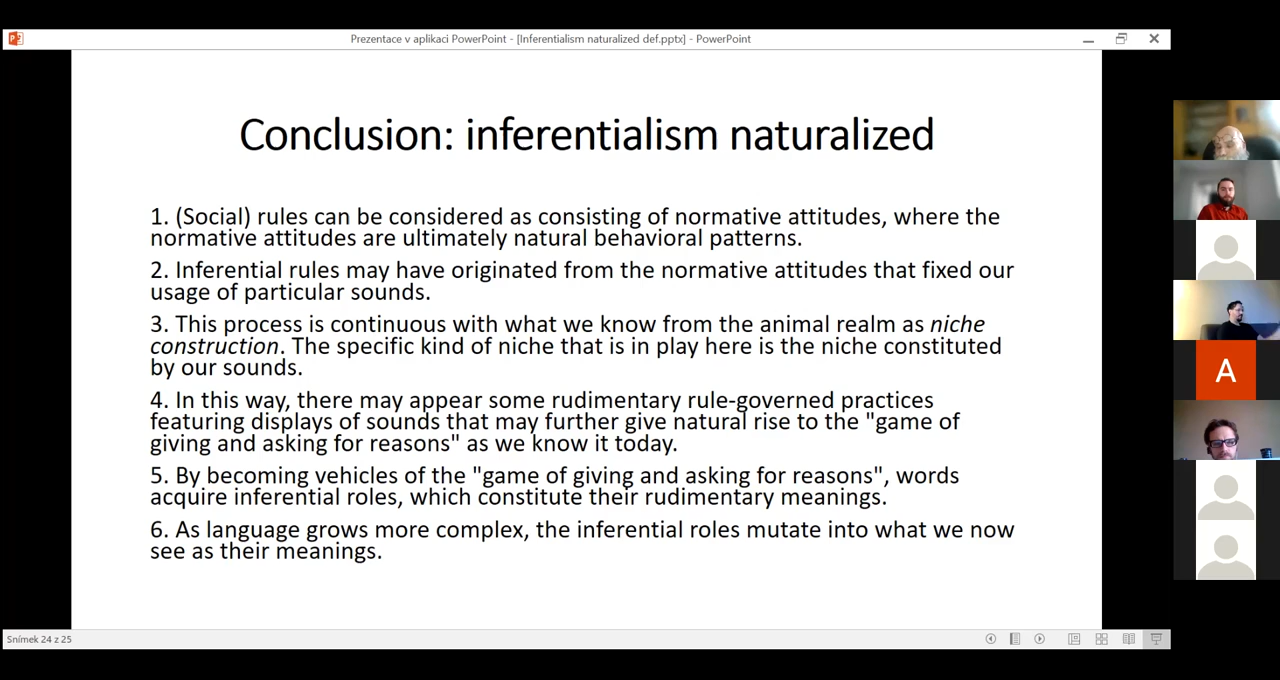 Prezentace v aplikaci PowerPoint - [Inferentialism naturalized def.pptx] - PowerPoint
Conclusion: inferentialism naturalized
1. (Social) rules can be considered as consisting of normative attitudes, where the
normative attitudes are ultimately natural behavioral patterns.
2. Inferential rules may have originated from the normative attitudes that fixed our
usage of particular sounds.
3. This process is continuous with what we know from the animal realm as niche
construction. The specific kind of niche that is in play here is the niche constituted
by our sounds.
4. In this way, there may appear some rudimentary rule-governed practices
featuring displays of sounds that may further give natural rise to the "game of
giving and asking for reasons" as we know it today.
5. By becoming vehicles of the "game of giving and asking for reasons", words
acquire inferential roles, which constitute their rudimentary meanings.
6. As language grows more complex, the inferential roles mutate into what we now
see as their meanings.
A
Snímek 24 z 25